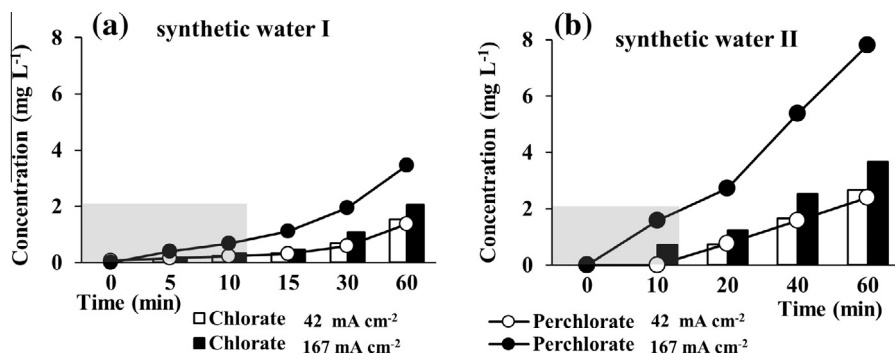 (a)
synthetic water I
Concentration (mg L-1)
8
6
4
2
0
0 5 10 15 30 60
Time (min)
(b)
synthetic water II
Concentration (mg L-1)
8
6
4
2
0
0 10 20 40 60
Time (min)
Chlorate 42 mA cm-2
Chlorate 167 mA cm-2
Perchlorate 42 mA cm-2
Perchlorate 167 mA cm-2